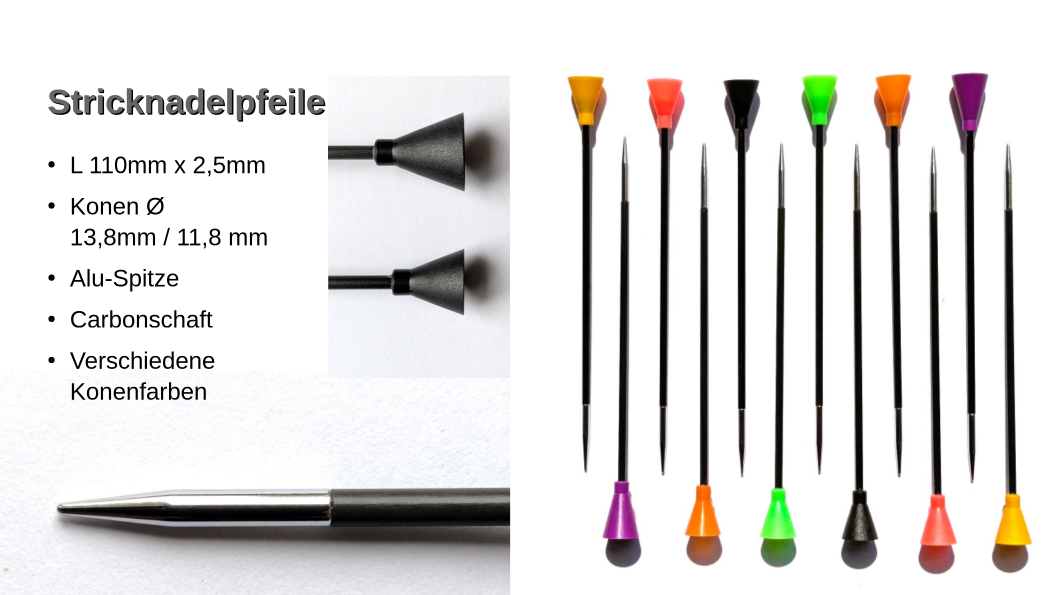 Stricknadelpfeile
• L 110mm x 2,5mm
• Konen Ø
13,8mm / 11,8 mm
• Alu-Spitze
• Carbonschaft
• Verschiedene
Konenfarben